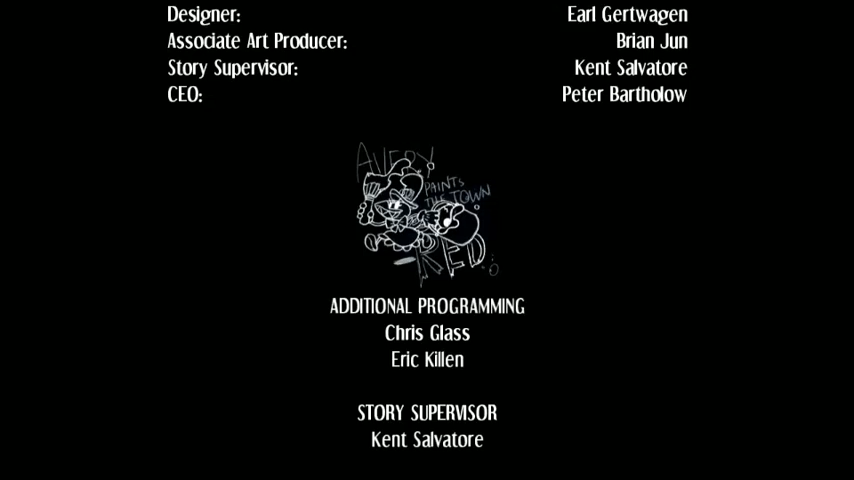 Designer: Earl Gertwagen
Associate Art Producer: Brian Jun
Story Supervisor: Kent Salvatore
CEO: Peter Bartholow
AVERY
PAINTS
THE TOWN
RED
ADDITIONAL PROGRAMMING
Chris Glass
Eric Killen
STORY SUPERVISOR
Kent Salvatore